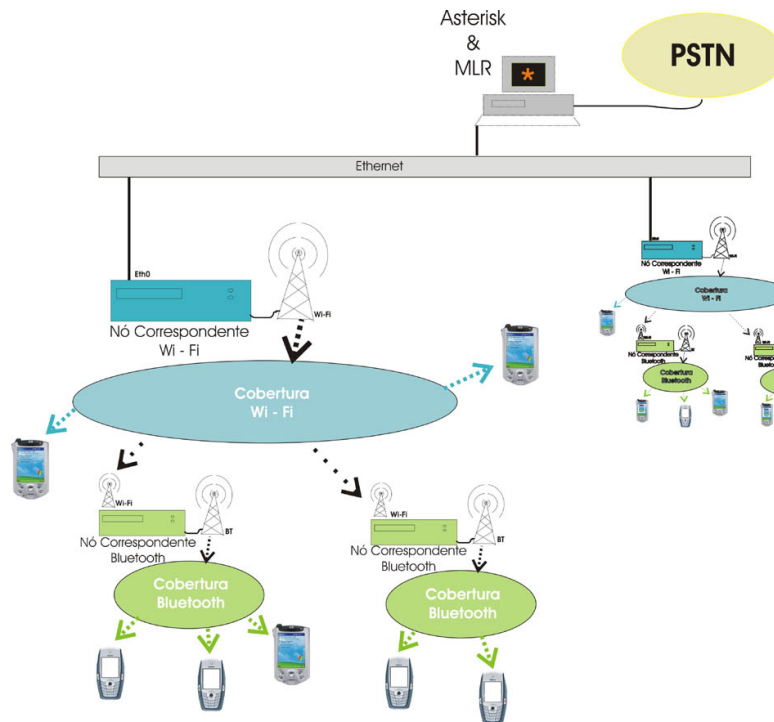 Asterisk
&
MLR
PSTN
Ethernet
Eth0
Wi-Fi
Nó Correspondente
Wi - Fi
Cobertura
Wi - Fi
Wi-Fi
BT
Nó Correspondente
Bluetooth
Cobertura
Bluetooth
Wi-Fi
BT
Nó Correspondente
Bluetooth
Cobertura
Bluetooth
Nó Correspondente
Wi - Fi
Cobertura
Wi - Fi
Nó Correspondente
Bluetooth
Cobertura
Bluetooth